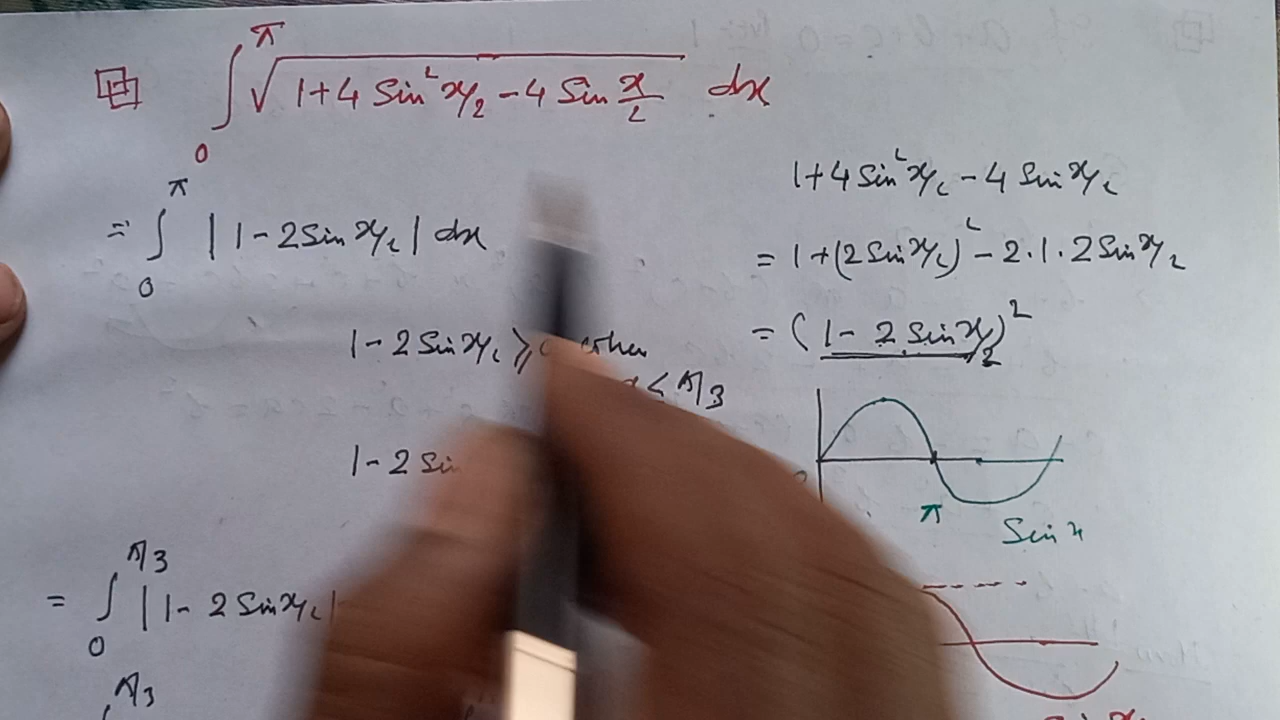 ∫₀^π √(1+4 Sin² x/2 - 4 Sin x/2) dx
= ∫₀^π |1-2Sin x/2| dx
1-2 Sin x/2 ≥
< π/3
1-2 Sin
= ∫₀^π/3 |1- 2 Sin x/2|
π/3
1+4 Sin² x/2 - 4 Sin x/2
= 1+(2 Sin x/2)² - 2.1.2 Sin x/2
= (1- 2 Sin x/2)²
π
Sin x